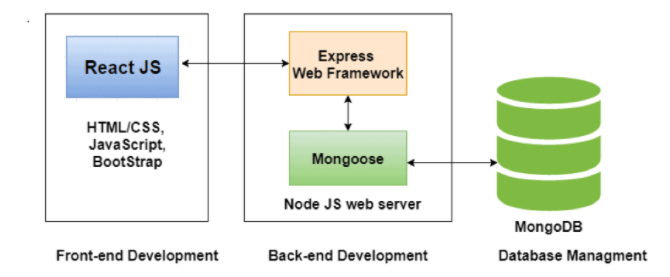 React JS
HTML/CSS,
JavaScript,
BootStrap
Express
Web Framework
Mongoose
Node JS web server
MongoDB
Front-end Development
Back-end Development
Database Managment